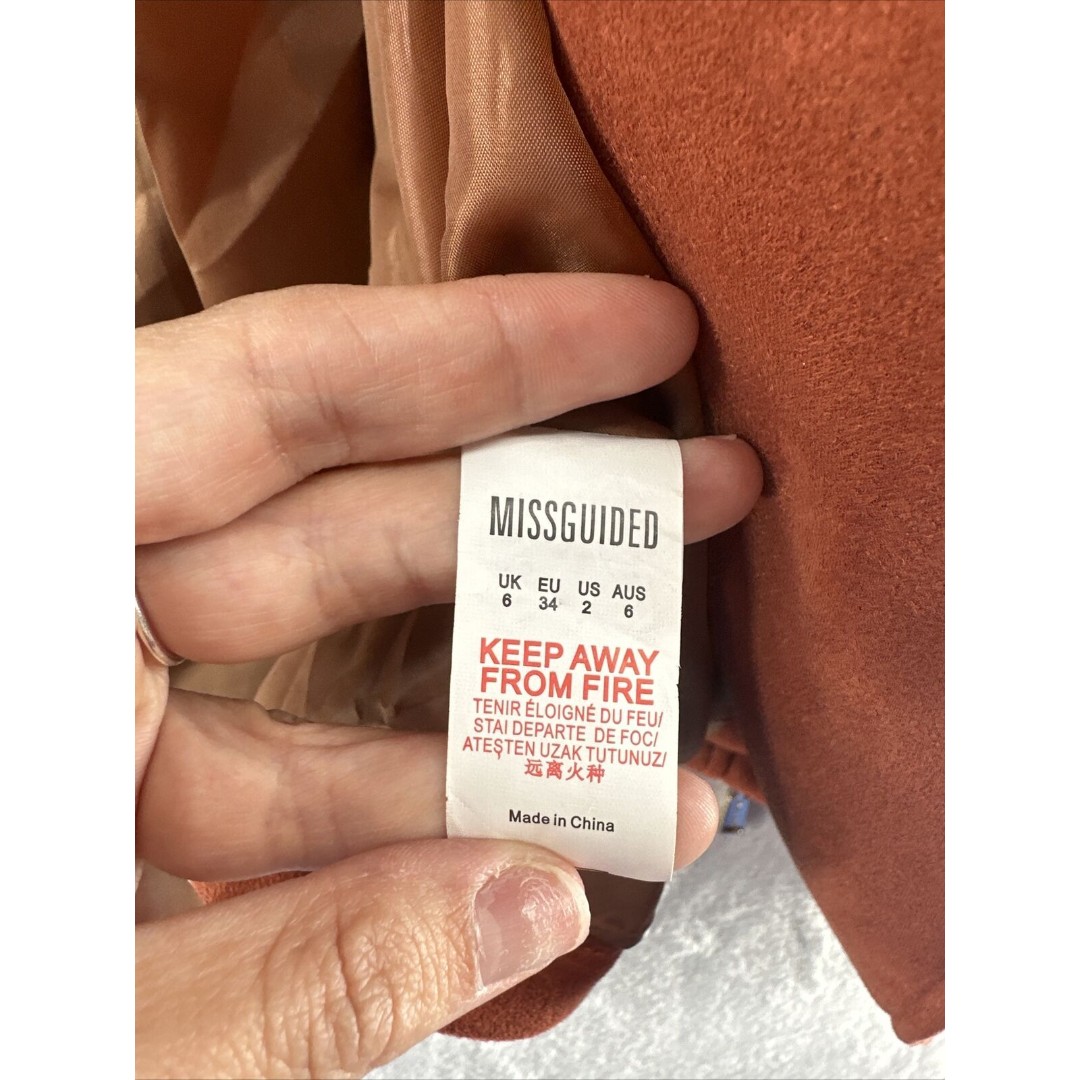 MISSGUIDED
UK EU US AUS
6 34 2 6
KEEP AWAY
FROM FIRE
TENIR ÉLOIGNÉ DU FEU/
STAI DEPARTE DE FOC/
ATEŞTEN UZAK TUTUNUZ/
远离火种
Made in China